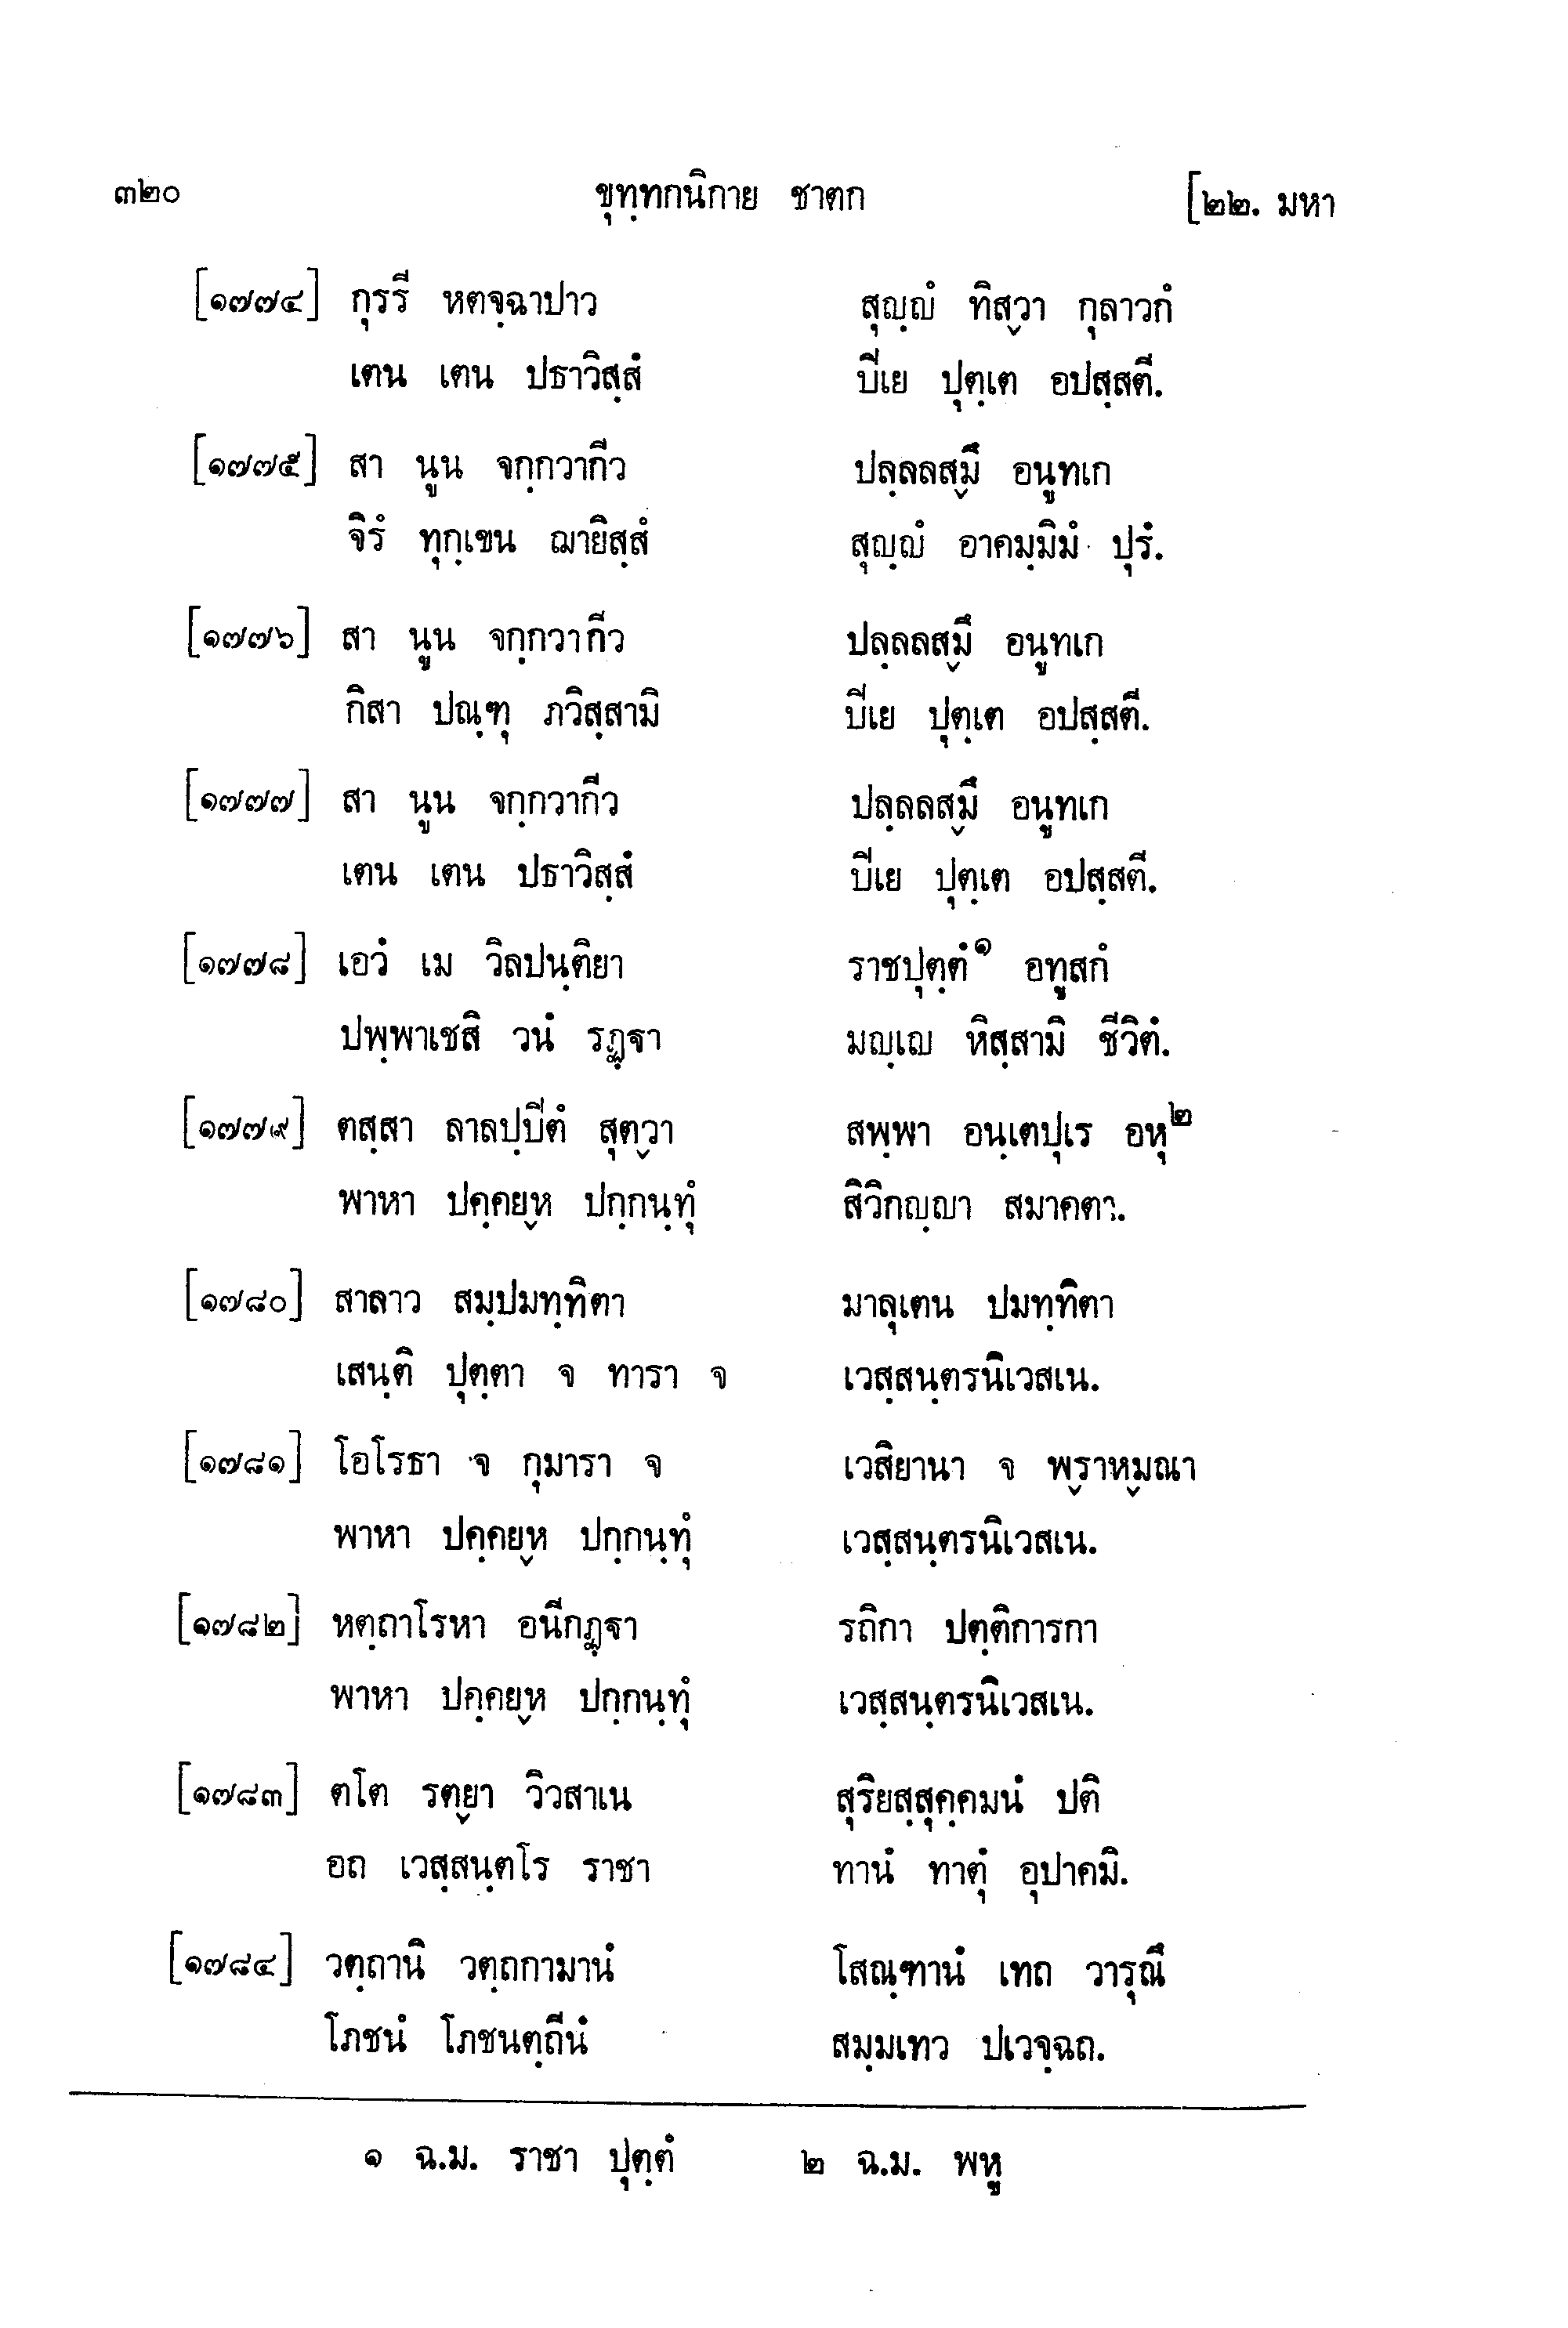 ๓๒๐ ขุทฺทกนิกาย ชาตก [๒๒. มหา
[๑๗๗๔] กุรรี หตจฺฉาปาว สุญฺญํ ทิสฺวา กุลาวกํ
เตน เตน ปธาวิสฺสํ ปิเย ปุตฺเต อปสฺสตี.
[๑๗๗๕] สา นูน จกฺกวากีว ปลฺลลสฺมึ อนูทเก
จิรํ ทุกฺเขน ฌายิสฺสํ สุญฺญํ อาคมฺมิมํ ปุรํ.
[๑๗๗๖] สา นูน จกฺกวากีว ปลฺลลสฺมึ อนูทเก
กิสา ปณฺฑุ ภวิสฺสามิ ปิเย ปุตฺเต อปสฺสตี.
[๑๗๗๗] สา นูน จกฺกวากีว ปลฺลลสฺมึ อนูทเก
เตน เตน ปธาวิสฺสํ ปิเย ปุตฺเต อปสฺสตี.
[๑๗๗๘] เอวํ เม วิลปนฺติยา ราชปุตฺตํ๑ อทูสกํ
ปพฺพาเชสิ วนํ รฏฺฐา มญฺเญ หิสฺสามิ ชีวิตํ.
[๑๗๗๙] ตสฺสา ลาลปฺปิตํ สุตฺวา สพฺพา อนฺเตปุเร อหุ๒
พาหา ปคฺคยฺห ปกฺกนฺทุํ สิวิกญฺญา สมาคตา.
[๑๗๘๐] สาลาว สมฺปมทฺทิตา มาลุเตน ปมทฺทิตา
เสนฺติ ปุตฺตา จ ทารา จ เวสฺสนฺตรนิเวสเน.
[๑๗๘๑] โอโรธา จ กุมารา จ เวสิยานา จ พฺราหฺมณา
พาหา ปคฺคยฺห ปกฺกนฺทุํ เวสฺสนฺตรนิเวสเน.
[๑๗๘๒] หตฺถาโรหา อนีกฏฺฐา รถิกา ปตฺติการกา
พาหา ปคฺคยฺห ปกฺกนฺทุํ เวสฺสนฺตรนิเวสเน.
[๑๗๘๓] ตโต รตฺยา วิวสาเน สุริยสฺสุคฺคมนํ ปติ
อถ เวสฺสนฺตโร ราชา ทานํ ทาตุํ อุปาคมิ.
[๑๗๘๔] วตฺถานิ วตฺถกามานํ โสณฺฑานํ เทถ วารุณึ
โภชนํ โภชนตฺถีนํ สมฺมเทว ปเวจฺฉถ.
๑ ฉ.ม. ราชา ปุตฺตํ ๒ ฉ.ม. พหู